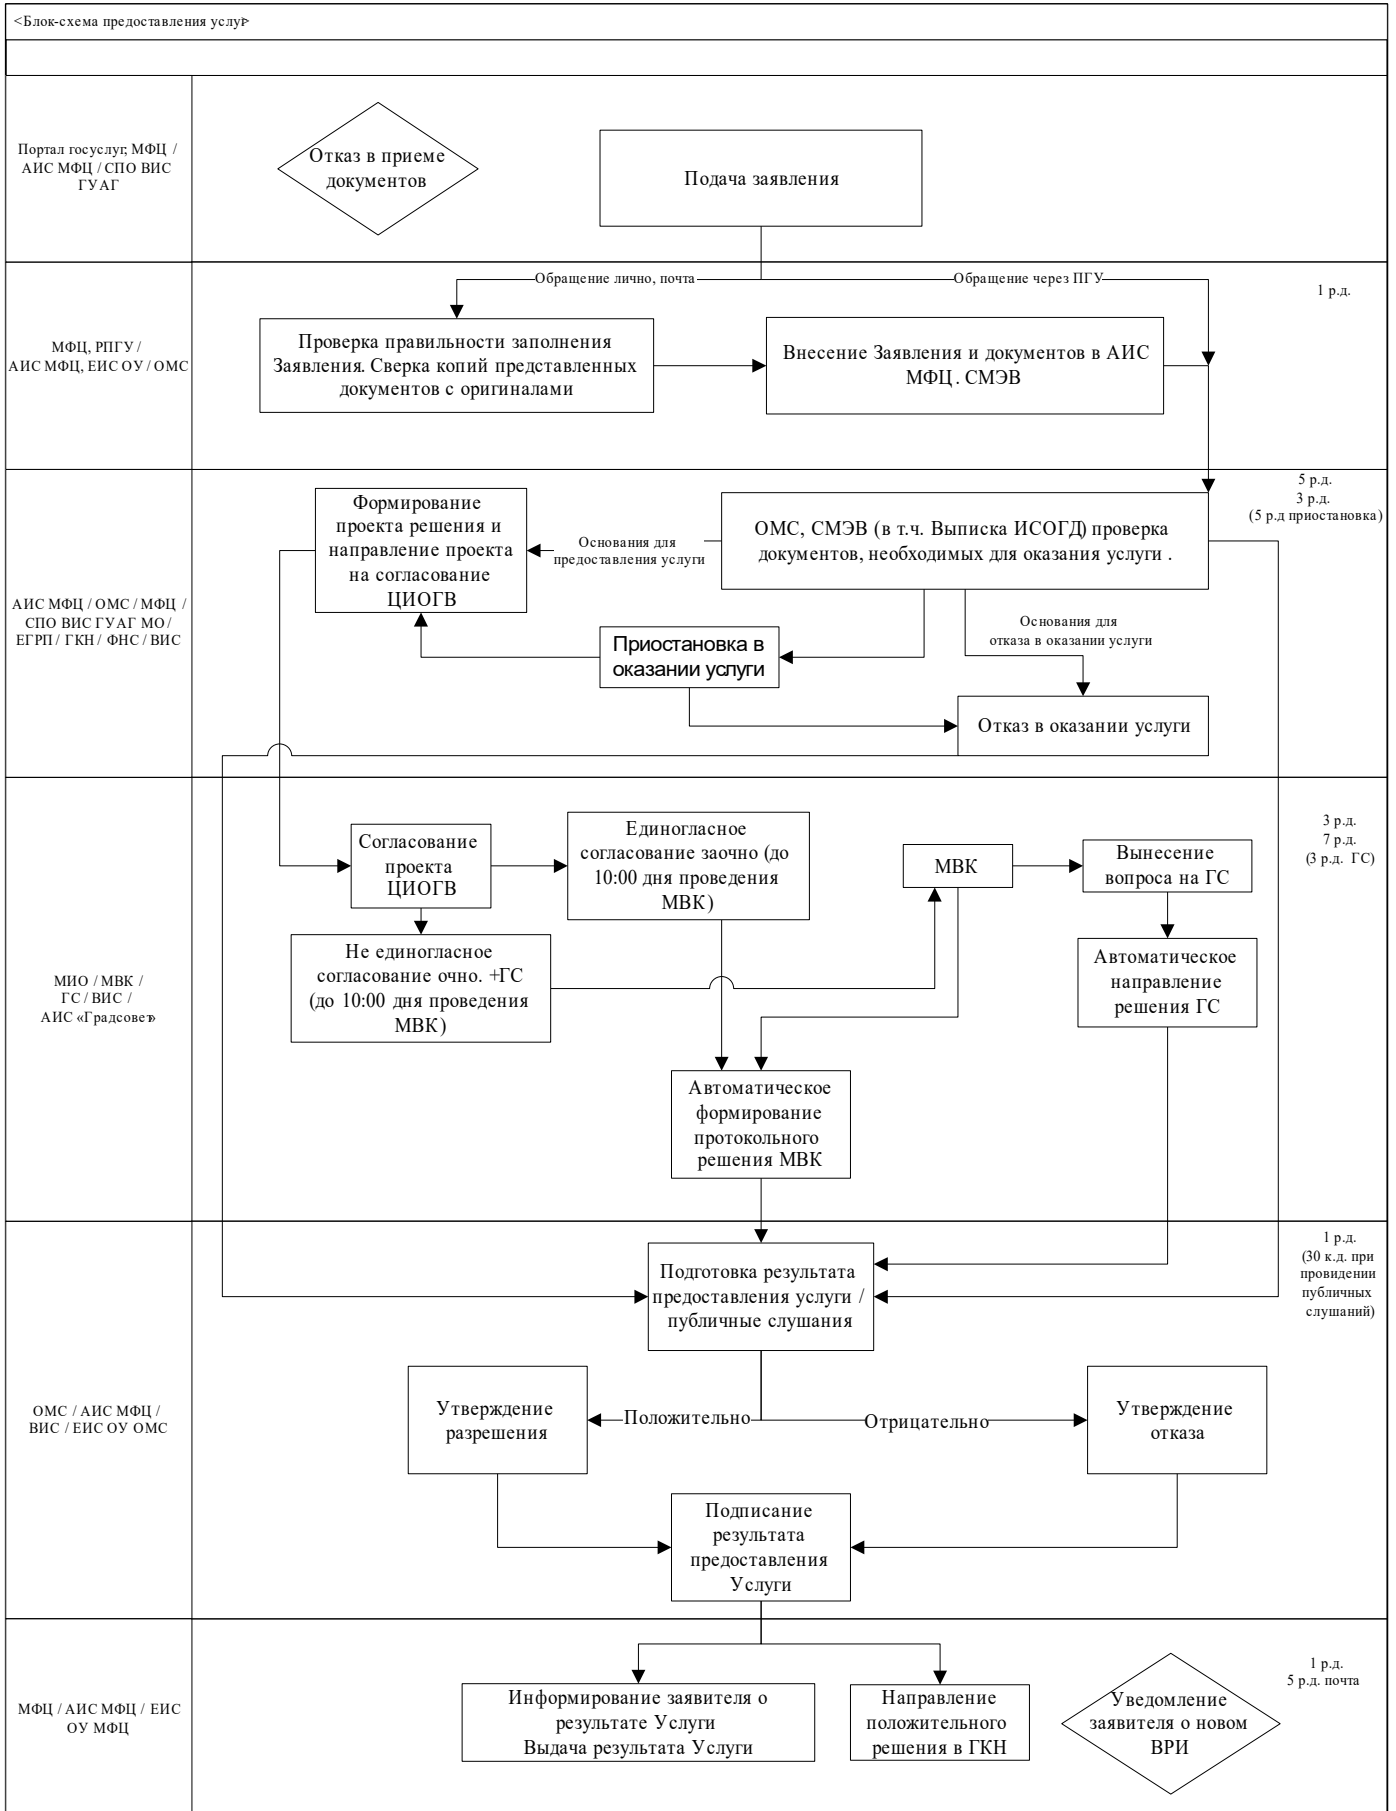 <Блок-схема предоставления услуг>
Портал госуслуг, МФЦ /
АИС МФЦ / СПО ВИС
ГУАГ
Отказ в приеме
документов
Подача заявления
МФЦ, РПГУ /
АИС МФЦ, ЕИС ОУ / ОМС
Обращение лично, почта
Обращение через ПГУ
1 р.д.
Проверка правильности заполнения
Заявления. Сверка копий представленных
документов с оригиналами
Внесение Заявления и документов в АИС
МФЦ. СМЭВ
АИС МФЦ / ОМС / МФЦ /
СПО ВИС ГУАГ МО /
ЕГРП / ГКН / ФНС / ВИС
Формирование
проекта решения и
направление проекта
на согласование
ЦИОГВ
Основания для
предоставления услуги
ОМС, СМЭВ (в т.ч. Выписка ИСОГД) проверка
документов, необходимых для оказания услуги .
5 р.д.
3 р.д.
(5 р.д приостановка)
Приостановка в
оказании услуги
Основания для
отказа в оказании услуги
Отказ в оказании услуги
МИО / МВК /
ГС / ВИС /
АИС «Градсовет»
Согласование
проекта
ЦИОГВ
Единогласное
согласование заочно (до
10:00 дня проведения
МВК)
МВК
Вынесение
вопроса на ГС
3 р.д.
7 р.д.
(3 р.д. ГС)
Не единогласное
согласование очно. +ГС
(до 10:00 дня проведения
МВК)
Автоматическое
направление
решения ГС
Автоматическое
формирование
протокольного
решения МВК
ОМС / АИС МФЦ /
ВИС / ЕИС ОУ ОМС
Подготовка результата
предоставления услуги /
публичные слушания
1 р.д.
(30 к.д. при
провидении
публичных
слушаний)
Утверждение
разрешения
Положительно
Отрицательно
Утверждение
отказа
Подписание
результата
предоставления
Услуги
МФЦ / АИС МФЦ / ЕИС
ОУ МФЦ
Информирование заявителя о
результате Услуги
Выдача результата Услуги
Направление
положительного
решения в ГКН
Уведомление
заявителя о новом
ВРИ
1 р.д.
5 р.д. почта